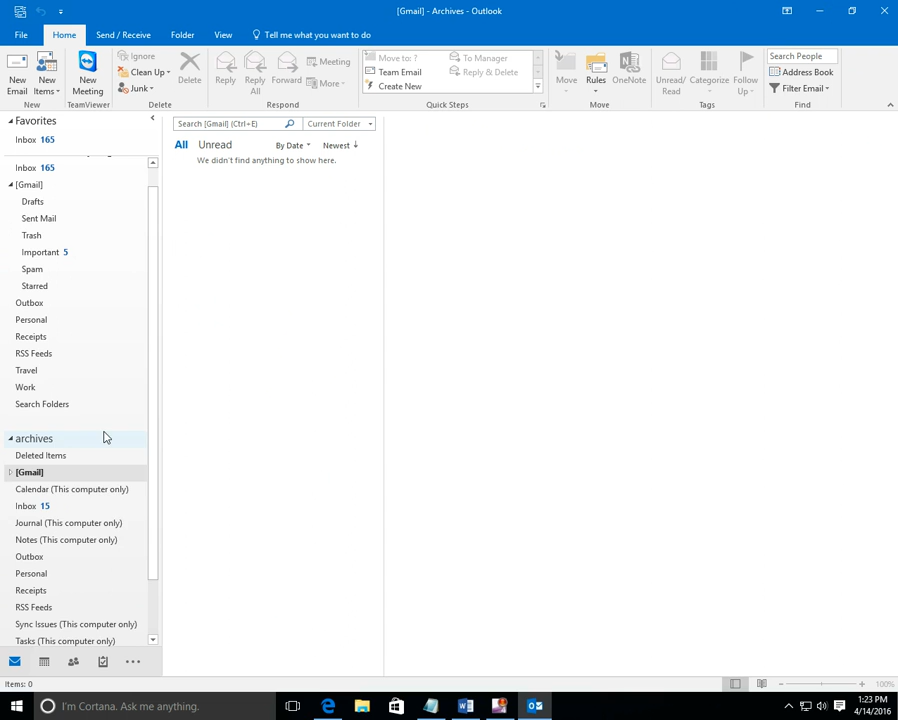 [Gmail] - Archives - Outlook
File Home Send / Receive Folder View Tell me what you want to do
New Email
New Items
New Meeting
Ignore
Clean Up
Junk
Delete
Reply
Reply All
Forward
Meeting
More
Move to: ?
Team Email
Create New
To Manager
Reply & Delete
Move
Rules
OneNote
Unread/ Read
Categorize
Follow Up
Search People
Address Book
Filter Email
New TeamViewer Delete Respond Quick Steps Move Tags Find
Favorites
Inbox 165
Inbox 165
[Gmail]
Drafts
Sent Mail
Trash
Important 5
Spam
Starred
Outbox
Personal
Receipts
RSS Feeds
Travel
Work
Search Folders
archives
Deleted Items
[Gmail]
Calendar (This computer only)
Inbox 15
Journal (This computer only)
Notes (This computer only)
Outbox
Personal
Receipts
RSS Feeds
Sync Issues (This computer only)
Tasks (This computer only)
Search [Gmail] (Ctrl+E) Current Folder
All Unread By Date Newest
We didn't find anything to show here.
Items: 0 100%
I'm Cortana. Ask me anything.
1:23 PM
4/14/2016